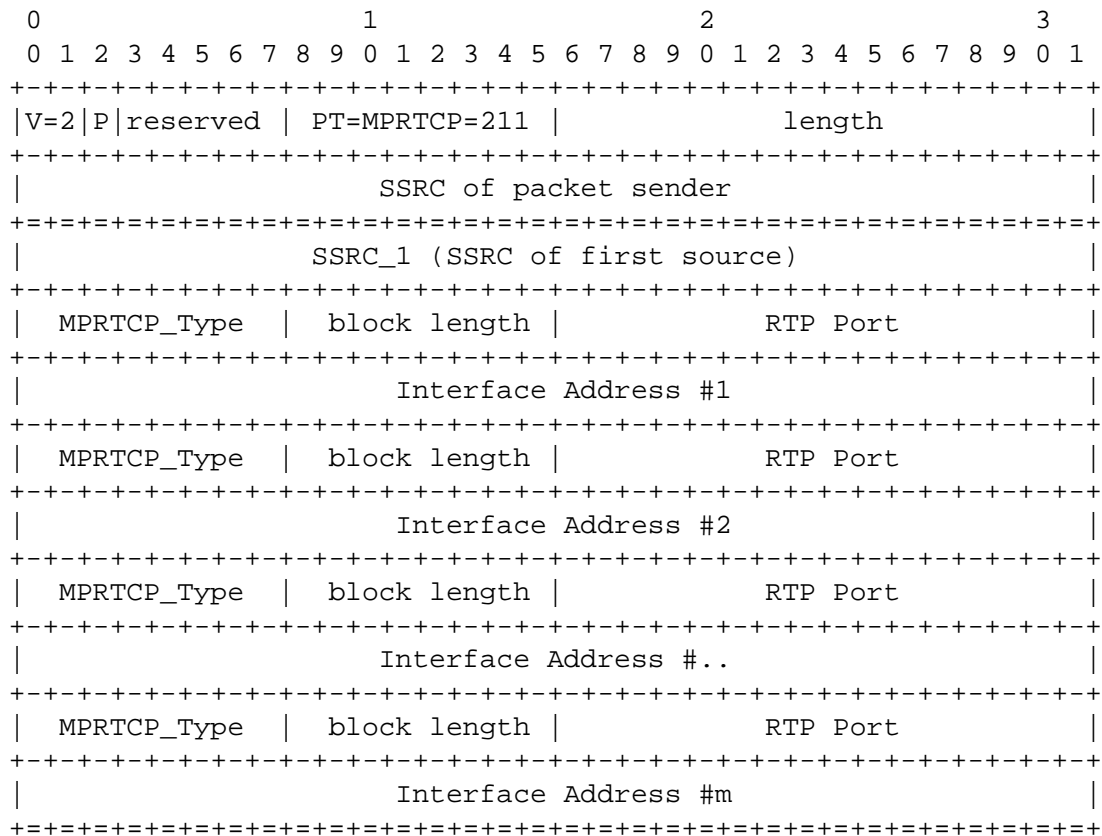 0                   1                   2                   3
 0 1 2 3 4 5 6 7 8 9 0 1 2 3 4 5 6 7 8 9 0 1 2 3 4 5 6 7 8 9 0 1
+-+-+-+-+-+-+-+-+-+-+-+-+-+-+-+-+-+-+-+-+-+-+-+-+-+-+-+-+-+-+-+-+
|V=2|P|reserved | PT=MPRTCP=211 |             length            |
+-+-+-+-+-+-+-+-+-+-+-+-+-+-+-+-+-+-+-+-+-+-+-+-+-+-+-+-+-+-+-+-+
|                     SSRC of packet sender                     |
+=+=+=+=+=+=+=+=+=+=+=+=+=+=+=+=+=+=+=+=+=+=+=+=+=+=+=+=+=+=+=+=+
|                 SSRC_1 (SSRC of first source)                 |
+-+-+-+-+-+-+-+-+-+-+-+-+-+-+-+-+-+-+-+-+-+-+-+-+-+-+-+-+-+-+-+-+
|  MPRTCP_Type  |  block length |            RTP Port           |
+-+-+-+-+-+-+-+-+-+-+-+-+-+-+-+-+-+-+-+-+-+-+-+-+-+-+-+-+-+-+-+-+
|                      Interface Address #1                     |
+-+-+-+-+-+-+-+-+-+-+-+-+-+-+-+-+-+-+-+-+-+-+-+-+-+-+-+-+-+-+-+-+
|  MPRTCP_Type  |  block length |            RTP Port           |
+-+-+-+-+-+-+-+-+-+-+-+-+-+-+-+-+-+-+-+-+-+-+-+-+-+-+-+-+-+-+-+-+
|                      Interface Address #2                     |
+-+-+-+-+-+-+-+-+-+-+-+-+-+-+-+-+-+-+-+-+-+-+-+-+-+-+-+-+-+-+-+-+
|  MPRTCP_Type  |  block length |            RTP Port           |
+-+-+-+-+-+-+-+-+-+-+-+-+-+-+-+-+-+-+-+-+-+-+-+-+-+-+-+-+-+-+-+-+
|                     Interface Address #..                     |
+-+-+-+-+-+-+-+-+-+-+-+-+-+-+-+-+-+-+-+-+-+-+-+-+-+-+-+-+-+-+-+-+
|  MPRTCP_Type  |  block length |            RTP Port           |
+-+-+-+-+-+-+-+-+-+-+-+-+-+-+-+-+-+-+-+-+-+-+-+-+-+-+-+-+-+-+-+-+
|                      Interface Address #m                     |
+=+=+=+=+=+=+=+=+=+=+=+=+=+=+=+=+=+=+=+=+=+=+=+=+=+=+=+=+=+=+=+=+